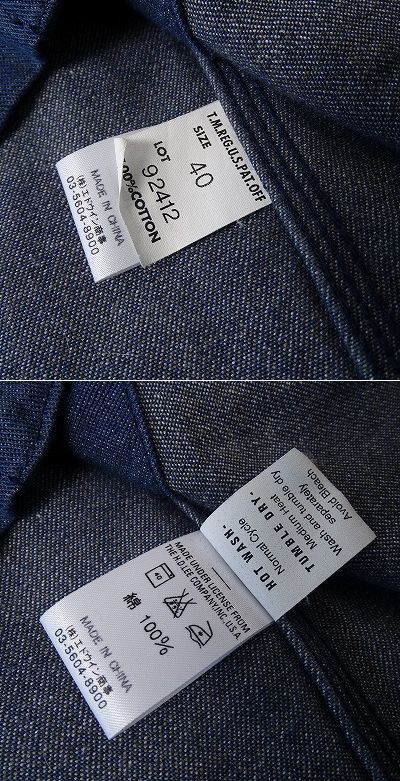 T.M.REG.U.S.PAT.OFF
SIZE 40
LOT 92412
100% COTTON
MADE IN CHINA
(株)エドウイン商事
03-5604-8900
HOT WASH-
Normal Cycle
TUMBLE DRY-
Medium Heat
Wash and tumble dry
separately
Avoid Bleach
MADE UNDER LICENSE FROM
THE H.D.LEE COMPANY INC. U.S.A
40
綿 100%
MADE IN CHINA
(株)エドウイン商事
03-5604-8900